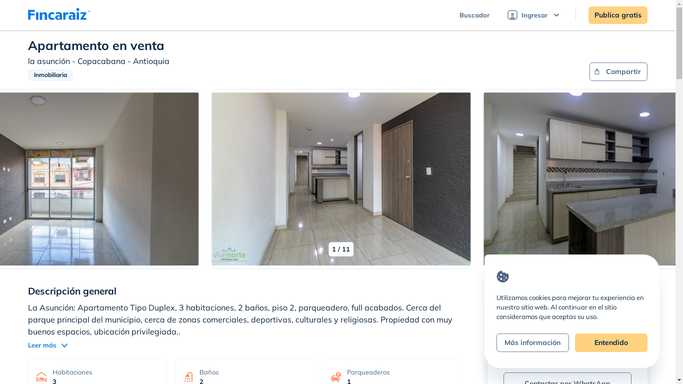 Fincaraiz
Buscador
Ingresar
Publica gratis
Apartamento en venta
la asunción - Copacabana - Antioquia
Inmobiliaria
Compartir
1 / 11
Descripción general
La Asunción: Apartamento Tipo Duplex, 3 habitaciones, 2 baños, piso 2, parqueadero, full acabados. Cerca del
parque principal del municipio, cerca de zonas comerciales, deportivas, culturales y religiosas. Propiedad con muy
buenos espacios, ubicación privilegiada..
Leer más
Habitaciones
3
Baños
2
Parqueaderos
1
Utilizamos cookies para mejorar tu experiencia en
nuestro sitio web. Al continuar en el sitio
consideramos que aceptas su uso.
Más información
Entendido
Contactar por WhatsApp